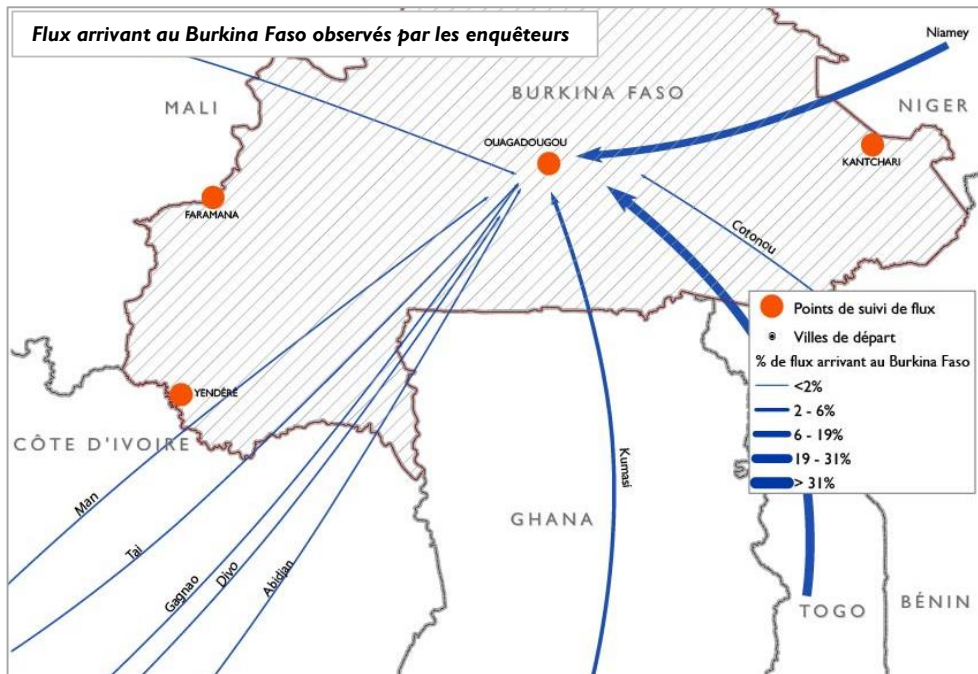 Flux arrivant au Burkina Faso observés par les enquêteurs
Niamey
MALI
BURKINA FASO
NIGER
OUAGADOUGOU
KANTCHARI
FARAMANA
Cotonou
Points de suivi de flux
Villes de départ
% de flux arrivant au Burkina Faso
<2%
2 - 6%
6 - 19%
19 - 31%
> 31%
YENDÉRÉ
CÔTE D'IVOIRE
Man
Tai
Gagnao
Divo
Abidjan
Kumasi
GHANA
TOGO
BÉNIN